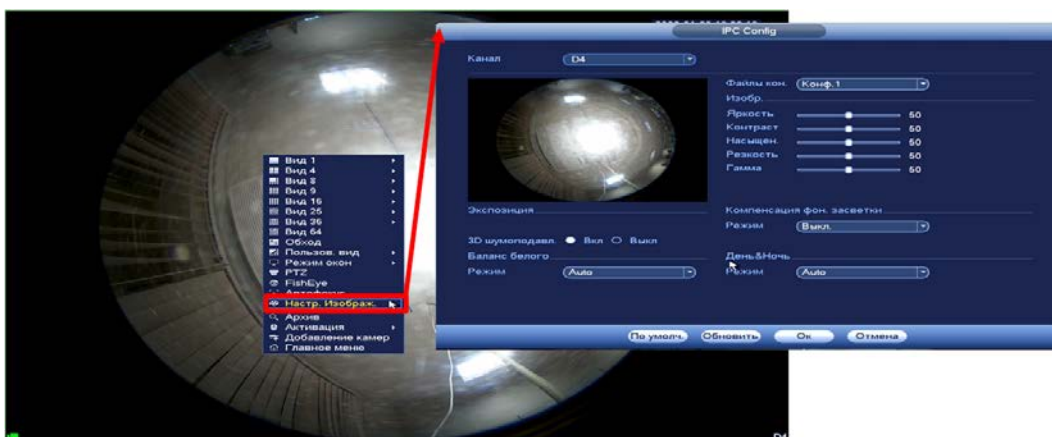 IPC Config
Канал D4
Файлы кон. Конф.1
Изобр.
Яркость 50
Контраст 50
Насыщен. 50
Резкость 50
Гамма 50
Экспозиция
Компенсация фон. засветки
Режим Выкл.
3D шумоподавл. Вкл Выкл
Баланс белого
День&Ночь
Режим Auto
Режим Auto
По умолч. Обновить Ок Отмена
Вид 1
Вид 4
Вид 8
Вид 9
Вид 16
Вид 25
Вид 36
Вид 64
Обход
Пользов. вид
Режим окон
PTZ
FishEye
Автофокус
Настр. Изображ.
Архив
Активация
Добавление камер
Главное меню
D4